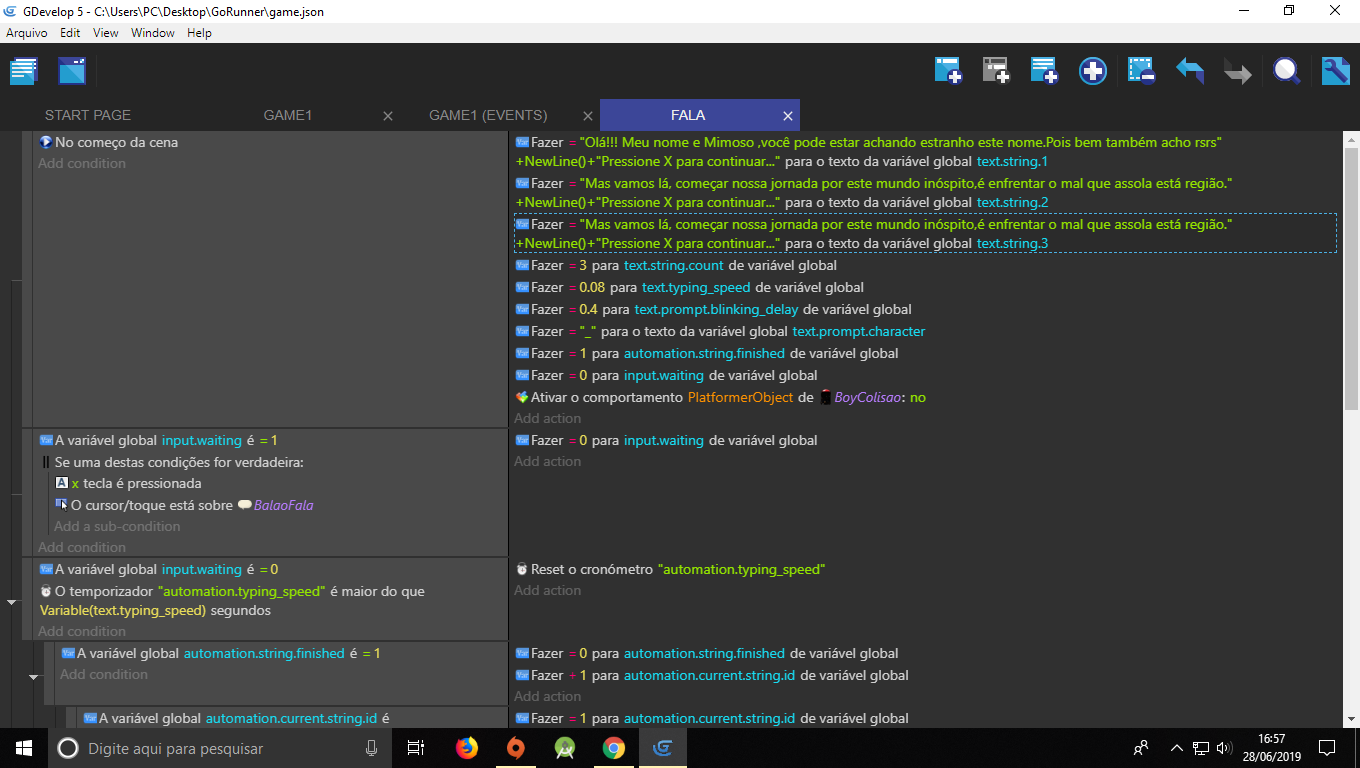 GDevelop 5 - C:\Users\PC\Desktop\GoRunner\game.json
Arquivo Edit View Window Help
START PAGE GAME1 GAME1 (EVENTS) FALA
No começo da cena
Add condition
Fazer = "Olá!!! Meu nome e Mimoso ,você pode estar achando estranho este nome.Pois bem também acho rsrs"
+NewLine()+"Pressione X para continuar..." para o texto da variável global text.string.1
Fazer = "Mas vamos lá, começar nossa jornada por este mundo inóspito,é enfrentar o mal que assola está região."
+NewLine()+"Pressione X para continuar..." para o texto da variável global text.string.2
Fazer = "Mas vamos lá, começar nossa jornada por este mundo inóspito,é enfrentar o mal que assola está região."
+NewLine()+"Pressione X para continuar..." para o texto da variável global text.string.3
Fazer = 3 para text.string.count de variável global
Fazer = 0.08 para text.typing_speed de variável global
Fazer = 0.4 para text.prompt.blinking_delay de variável global
Fazer = "_" para o texto da variável global text.prompt.character
Fazer = 1 para automation.string.finished de variável global
Fazer = 0 para input.waiting de variável global
Ativar o comportamento PlatformerObject de BoyColisao: no
Add action
A variável global input.waiting é = 1
Se uma destas condições for verdadeira:
x tecla é pressionada
O cursor/toque está sobre BalaoFala
Add a sub-condition
Add condition
Fazer = 0 para input.waiting de variável global
Add action
A variável global input.waiting é = 0
O temporizador "automation.typing_speed" é maior do que
Variable(text.typing_speed) segundos
Add condition
Reset o cronómetro "automation.typing_speed"
Add action
A variável global automation.string.finished é = 1
Add condition
Fazer = 0 para automation.string.finished de variável global
Fazer + 1 para automation.current.string.id de variável global
Add action
A variável global automation.current.string.id é
Fazer = 1 para automation.current.string.id de variável global
Digite aqui para pesquisar
16:57
28/06/2019